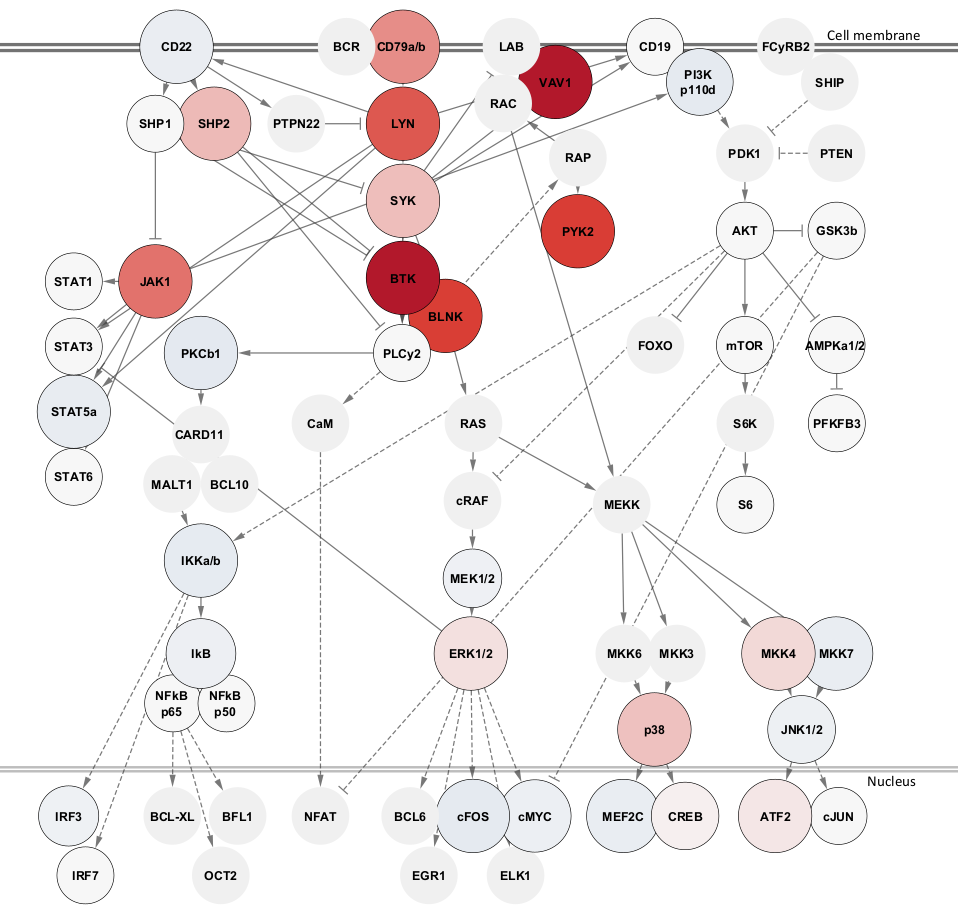 Cell membrane
CD22
BCR
CD79a/b
LAB
CD19
FCyRB2
VAV1
PI3K
p110d
SHIP
RAC
SHP1
SHP2
PTPN22
LYN
RAP
PDK1
PTEN
SYK
PYK2
AKT
GSK3b
STAT1
JAK1
BTK
BLNK
STAT3
PKCb1
PLCy2
FOXO
mTOR
AMPKa1/2
STAT5a
CARD11
CaM
RAS
S6K
PFKFB3
STAT6
MALT1
BCL10
cRAF
MEKK
S6
IKKa/b
MEK1/2
IkB
ERK1/2
MKK6
MKK3
MKK4
MKK7
NFkB
p65
NFkB
p50
p38
JNK1/2
Nucleus
IRF3
BCL-XL
BFL1
NFAT
BCL6
cFOS
cMYC
MEF2C
CREB
ATF2
cJUN
IRF7
OCT2
EGR1
ELK1